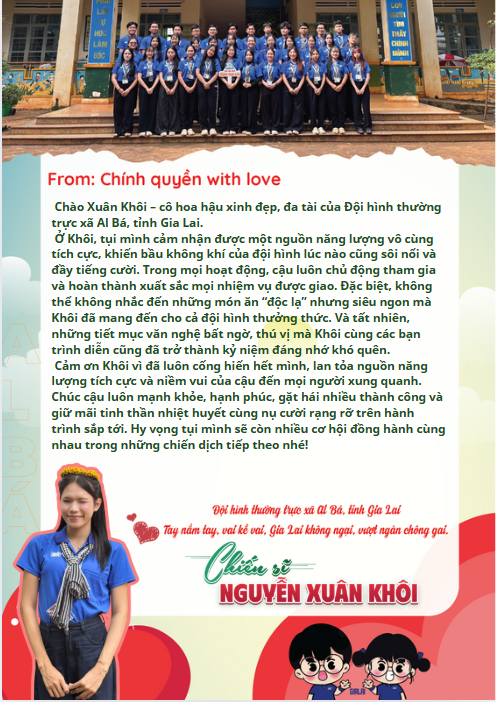 From: Chính quyền with love
Chào Xuân Khôi – cô hoa hậu xinh đẹp, đa tài của Đội hình thường
trực xã Al Bá, tỉnh Gia Lai.
Ở Khôi, tụi mình cảm nhận được một nguồn năng lượng vô cùng
tích cực, khiến bầu không khí của đội hình lúc nào cũng sôi nổi và
đầy tiếng cười. Trong mọi hoạt động, cậu luôn chủ động tham gia
và hoàn thành xuất sắc mọi nhiệm vụ được giao. Đặc biệt, không
thể không nhắc đến những món ăn “độc lạ” nhưng siêu ngon mà
Khôi đã mang đến cho cả đội hình thưởng thức. Và tất nhiên,
những tiết mục văn nghệ bất ngờ, thú vị mà Khôi cùng các bạn
trình diễn cũng đã trở thành kỷ niệm đáng nhớ khó quên.
Cảm ơn Khôi vì đã luôn cống hiến hết mình, lan tỏa nguồn năng
lượng tích cực và niềm vui của cậu đến mọi người xung quanh.
Chúc cậu luôn mạnh khỏe, hạnh phúc, gặt hái nhiều thành công và
giữ mãi tinh thần nhiệt huyết cùng nụ cười rạng rỡ trên hành
trình sắp tới. Hy vọng tụi mình sẽ còn nhiều cơ hội đồng hành cùng
nhau trong những chiến dịch tiếp theo nhé!
Đội hình thường trực xã Al Bá, tỉnh Gia Lai
Tay nắm tay, vai kề vai, Gia Lai không ngại, vượt ngàn chông gai.
Chiến sĩ
NGUYỄN XUÂN KHÔI
AL BÁ